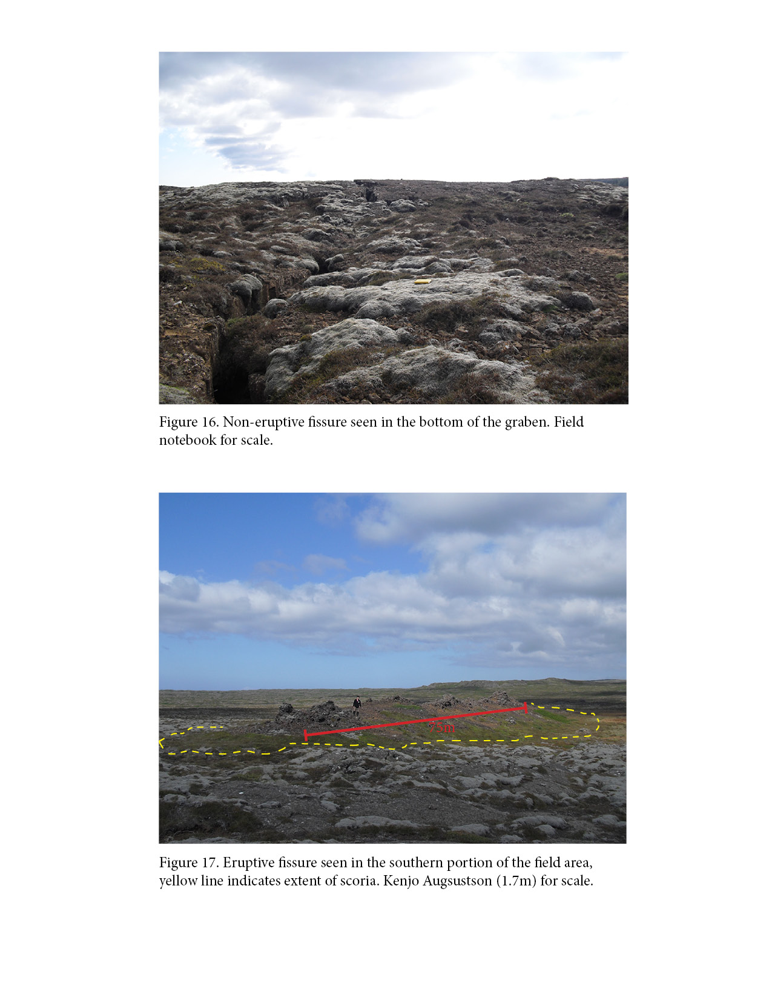 Figure 16. Non-eruptive fissure seen in the bottom of the graben. Field
notebook for scale.
75m
Figure 17. Eruptive fissure seen in the southern portion of the field area,
yellow line indicates extent of scoria. Kenjo Augsustson (1.7m) for scale.